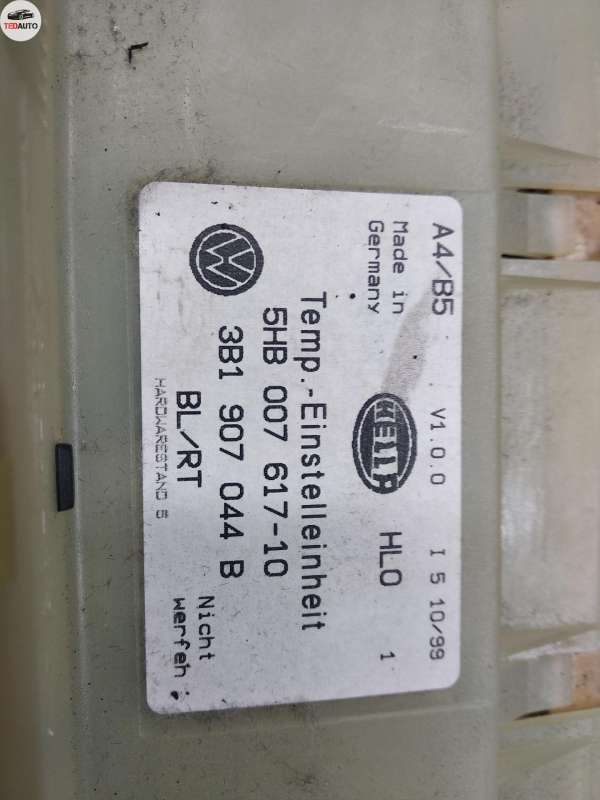 TEDAUTO
A4/B5 V1.0.0 I 5 10/99
Made in
Germany
HELLA HLO 1
Temp.-Einstelleinheit
5HB 007 617-10
3B1 907 044 B
BL/RT
HARDWARESTAND
Nicht
werfen